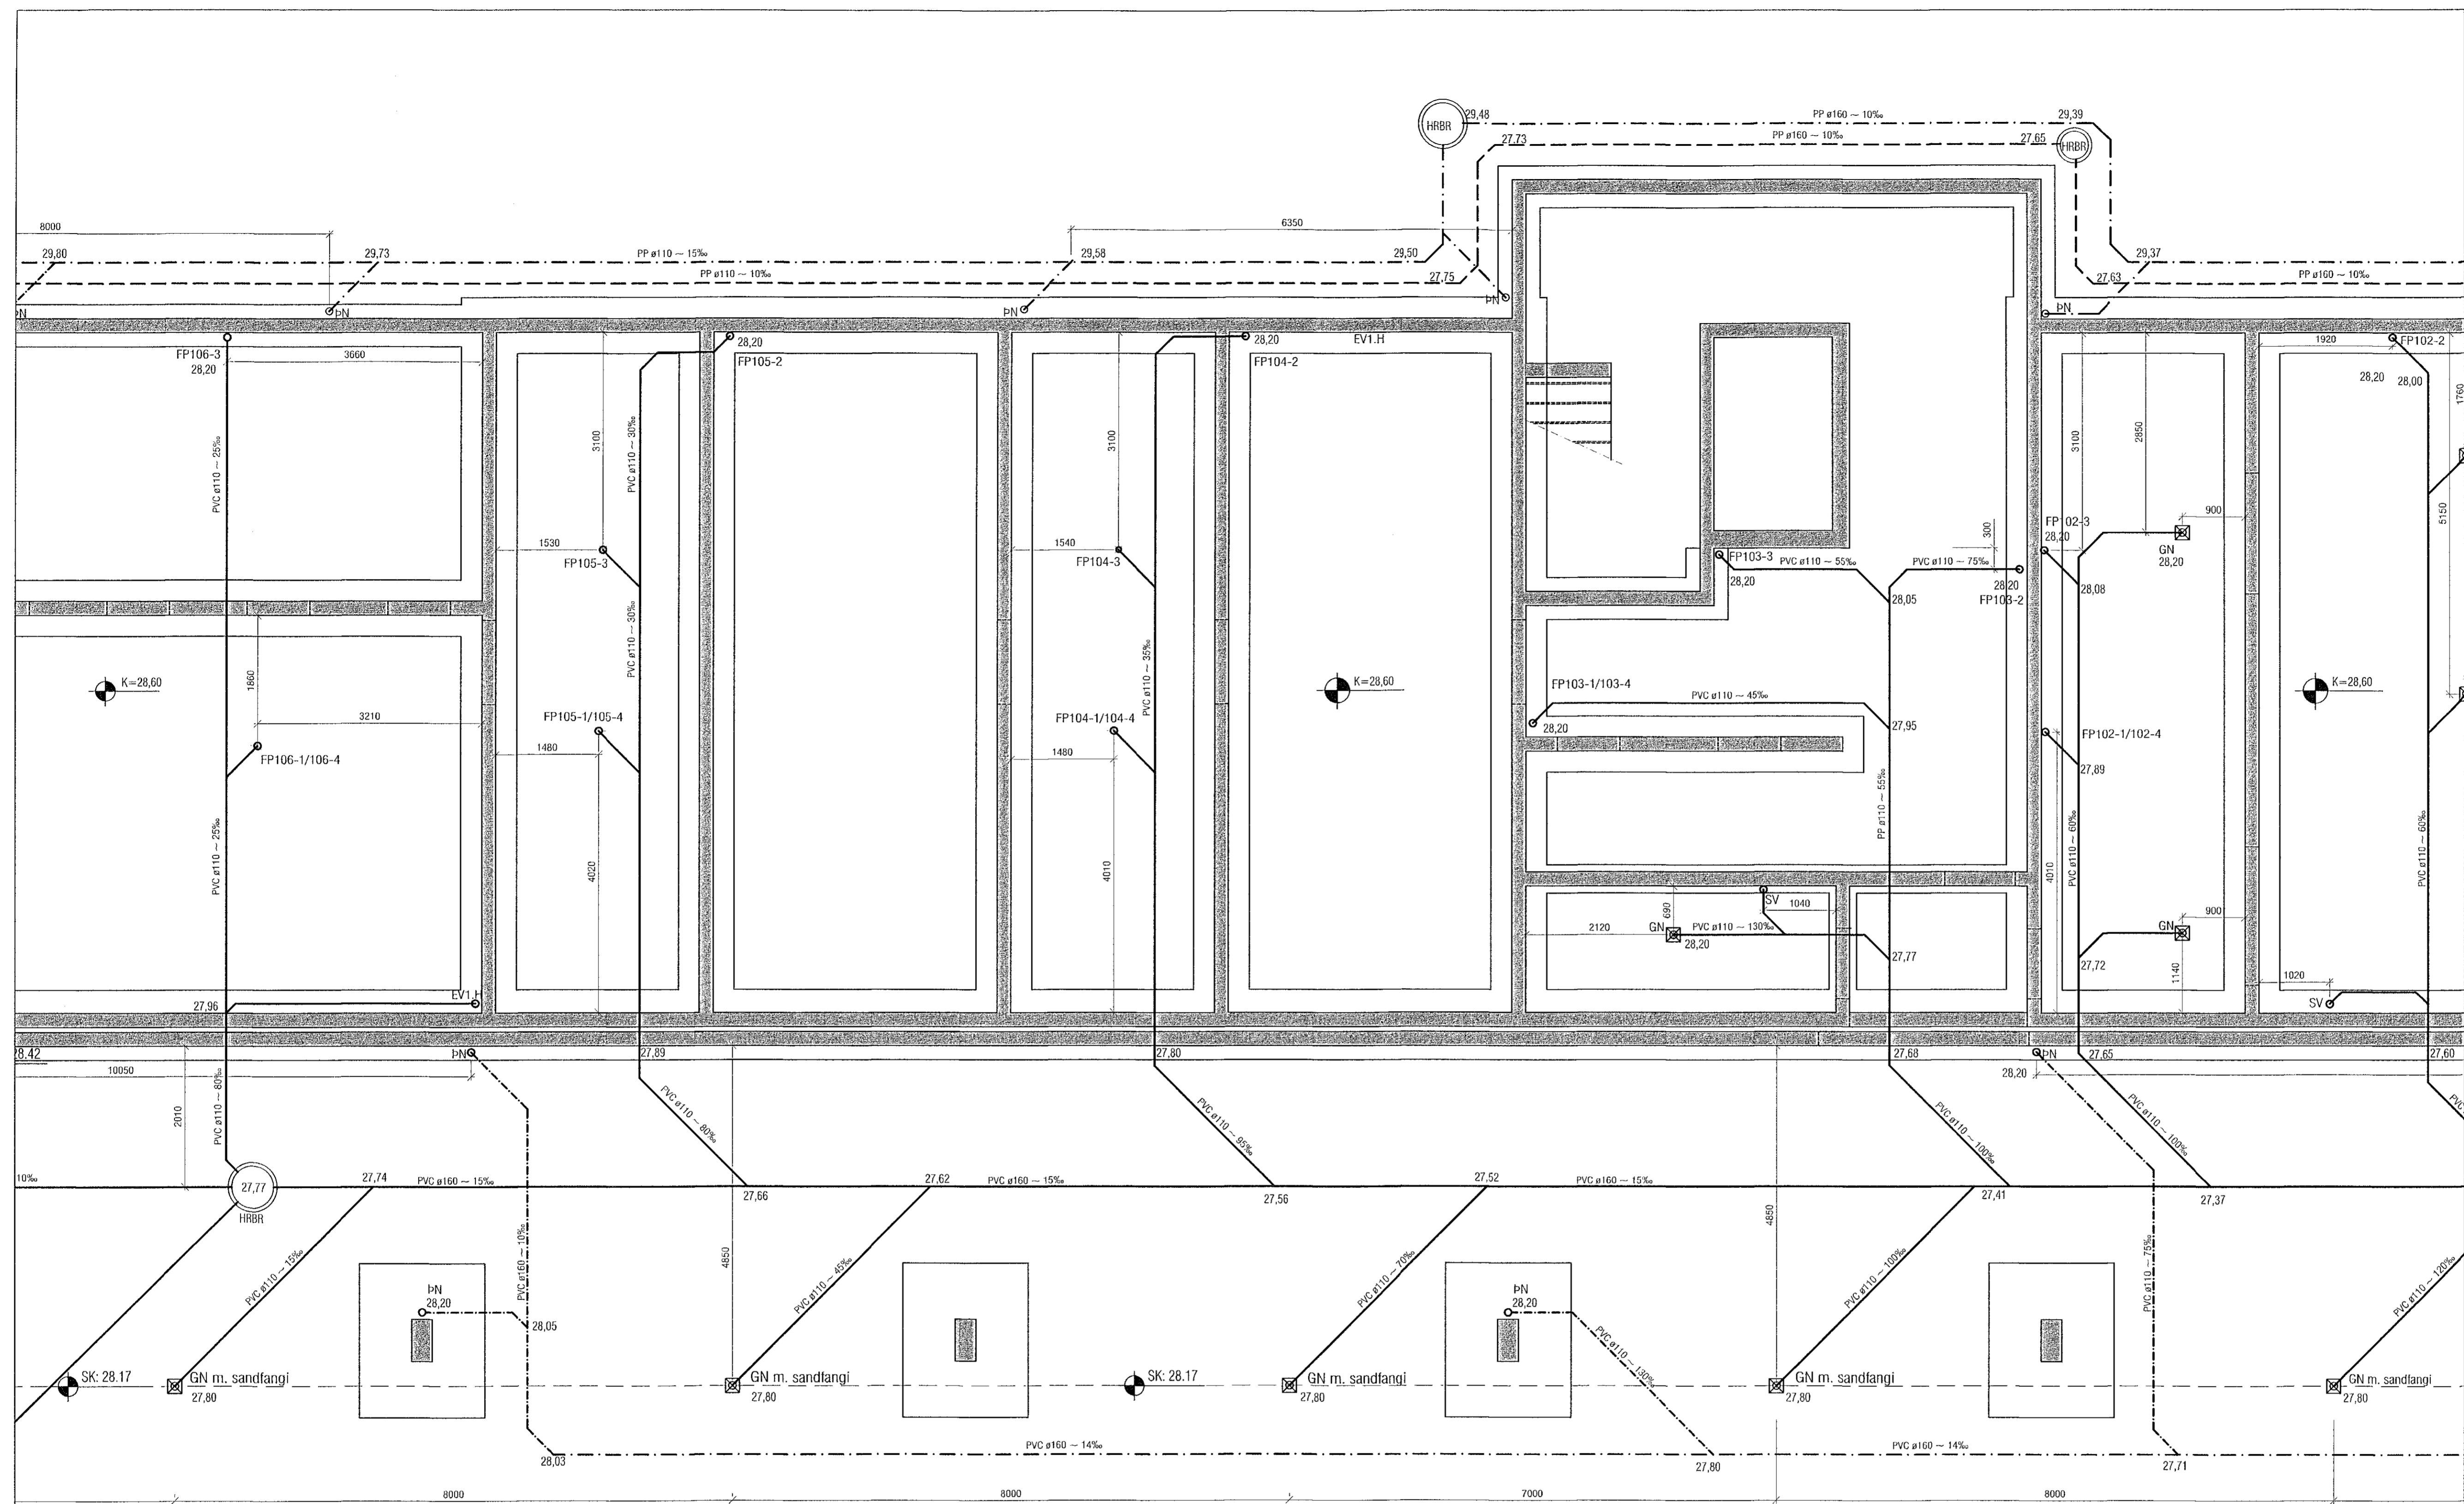 29,48
PP ø160 ~ 10‰
29,39
HRBR
27,73
PP ø160 ~ 10‰
27,65
HRBR
8000
6350
29,80
29,73
PP ø110 ~ 15‰
29,58
29,50
29,37
PP ø110 ~ 10‰
27,75
27,63
PP ø160 ~ 10‰
ÞN
ÞN
ÞN
ÞN
ÞN
FP106-3
28,20
3660
28,20
FP105-2
28,20
FP104-2
EV1.H
1920
FP102-2
28,20
28,00
1760
PVC ø110 ~ 25‰
3100
PVC ø110 ~ 30‰
3100
3100
2850
5150
1530
FP105-3
1540
FP104-3
300
FP103-3
28,20
PVC ø110 ~ 55‰
PVC ø110 ~ 75‰
28,20
FP103-2
28,05
FP102-3
28,20
900
GN
28,20
28,08
PVC ø110 ~ 30‰
1860
K=28,60
3210
FP106-1/106-4
FP105-1/105-4
1480
PVC ø110 ~ 35‰
FP104-1/104-4
1480
K=28,60
FP103-1/103-4
PVC ø110 ~ 45‰
28,20
27,95
K=28,60
FP102-1/102-4
27,89
PVC ø110 ~ 25‰
4020
4010
PP ø110 ~ 55‰
4010
PVC ø110 ~ 60‰
PVC ø110 ~ 60‰
SV
1040
690
2120
GN
PVC ø110 ~ 130‰
28,20
27,77
900
GN
27,72
1140
1020
SV
EV1.H
27,96
28.42
ÞN
10050
27,89
27,80
27,68
28,20
ÞN
27,65
27,60
2010
PVC ø110 ~ 80‰
PVC ø110 ~ 80‰
PVC ø110 ~ 95‰
PVC ø110 ~ 100‰
PVC ø110 ~ 100‰
PVC
10‰
27,77
HRBR
27,74
PVC ø160 ~ 15‰
27,66
27,62
PVC ø160 ~ 15‰
27,56
27,52
PVC ø160 ~ 15‰
27,41
27,37
PVC ø110 ~ 15‰
PVC ø160 ~ 10‰
4850
PVC ø110 ~ 45‰
PVC ø110 ~ 70‰
4850
PVC ø110 ~ 100‰
PVC ø110 ~ 75‰
PVC ø110 ~ 120‰
ÞN
28,20
28,05
ÞN
28,20
PVC ø110 ~ 130‰
SK: 28.17
GN m. sandfangi
27,80
GN m. sandfangi
27,80
SK: 28.17
GN m. sandfangi
27,80
GN m. sandfangi
27,80
GN m. sandfangi
27,80
28,03
PVC ø160 ~ 14‰
27,80
PVC ø160 ~ 14‰
27,71
8000
8000
7000
8000